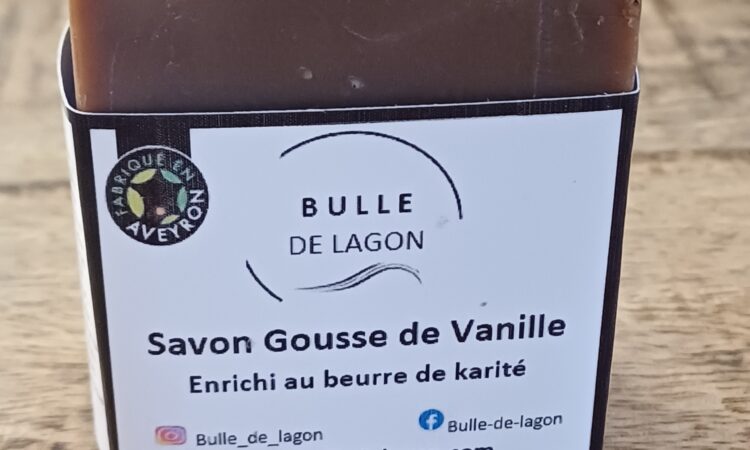 FABRIQUÉ EN
AVEYRON
BULLE
DE LAGON
Savon Gousse de Vanille
Enrichi au beurre de karité
Bulle_de_lagon
Bulle-de-lagon